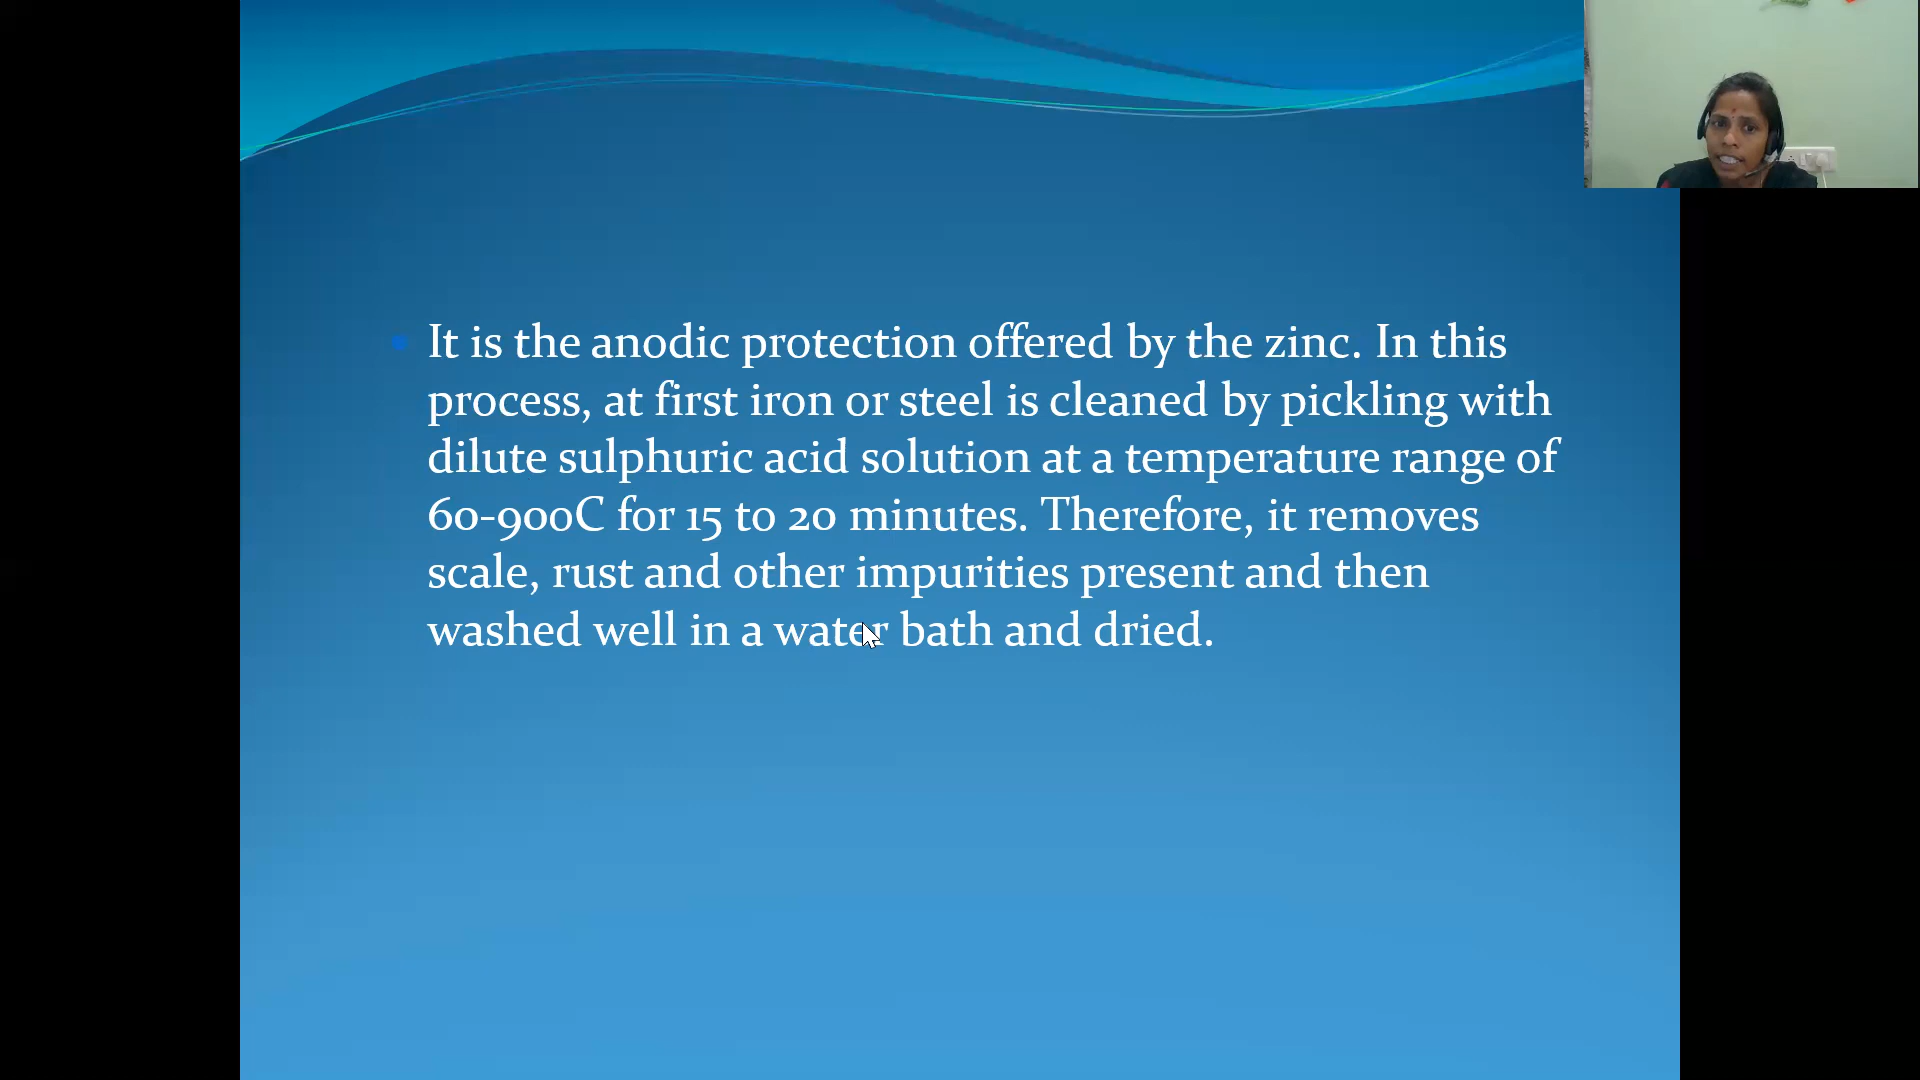 It is the anodic protection offered by the zinc. In this
process, at first iron or steel is cleaned by pickling with
dilute sulphuric acid solution at a temperature range of
60-900C for 15 to 20 minutes. Therefore, it removes
scale, rust and other impurities present and then
washed well in a water bath and dried.